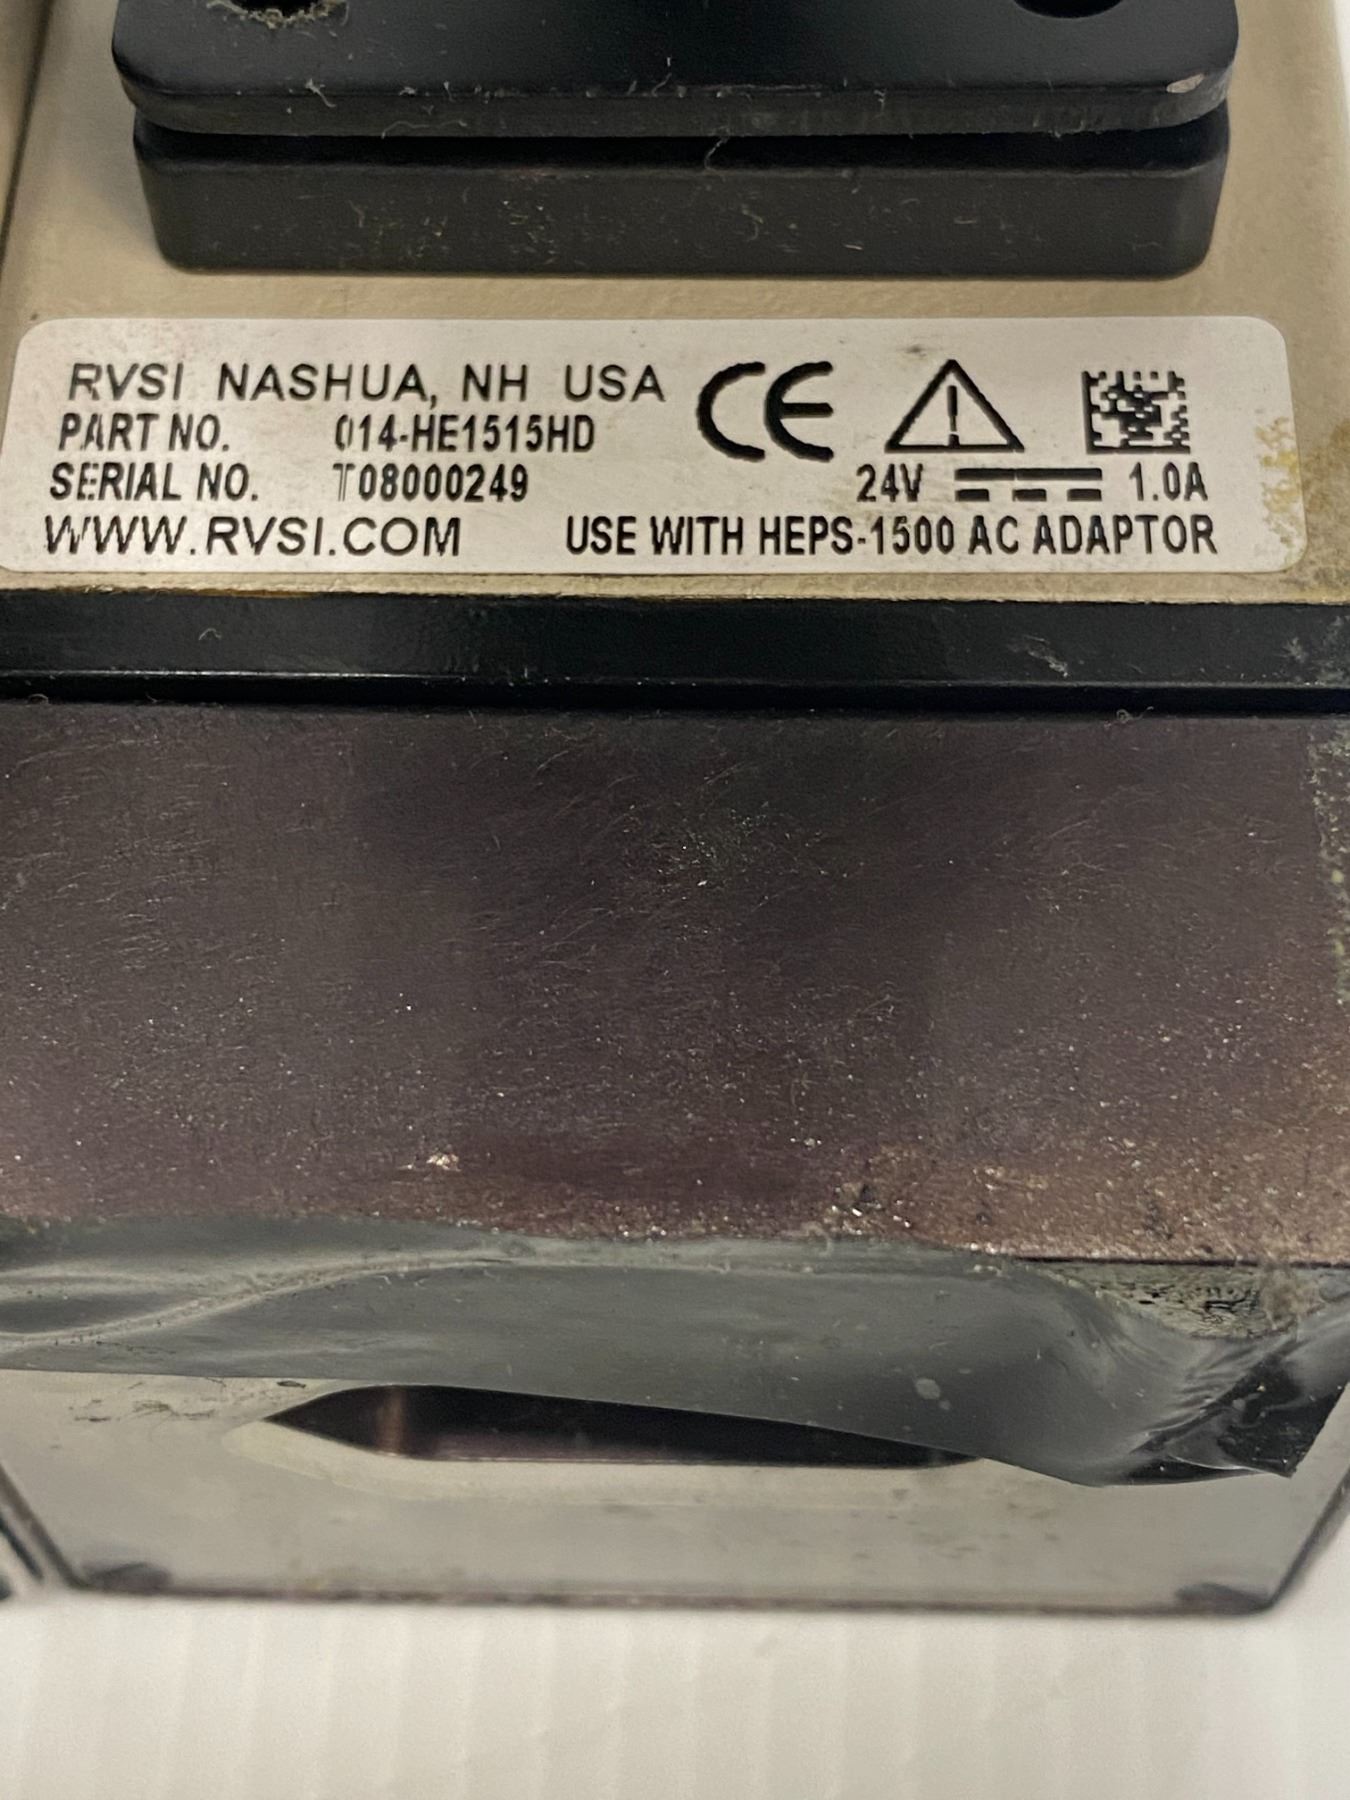 RVSI NASHUA, NH USA
PART NO. 014-HE1515HD
SERIAL NO. T08000249
24V 1.0A
WWW.RVSI.COM USE WITH HEPS-1500 AC ADAPTOR